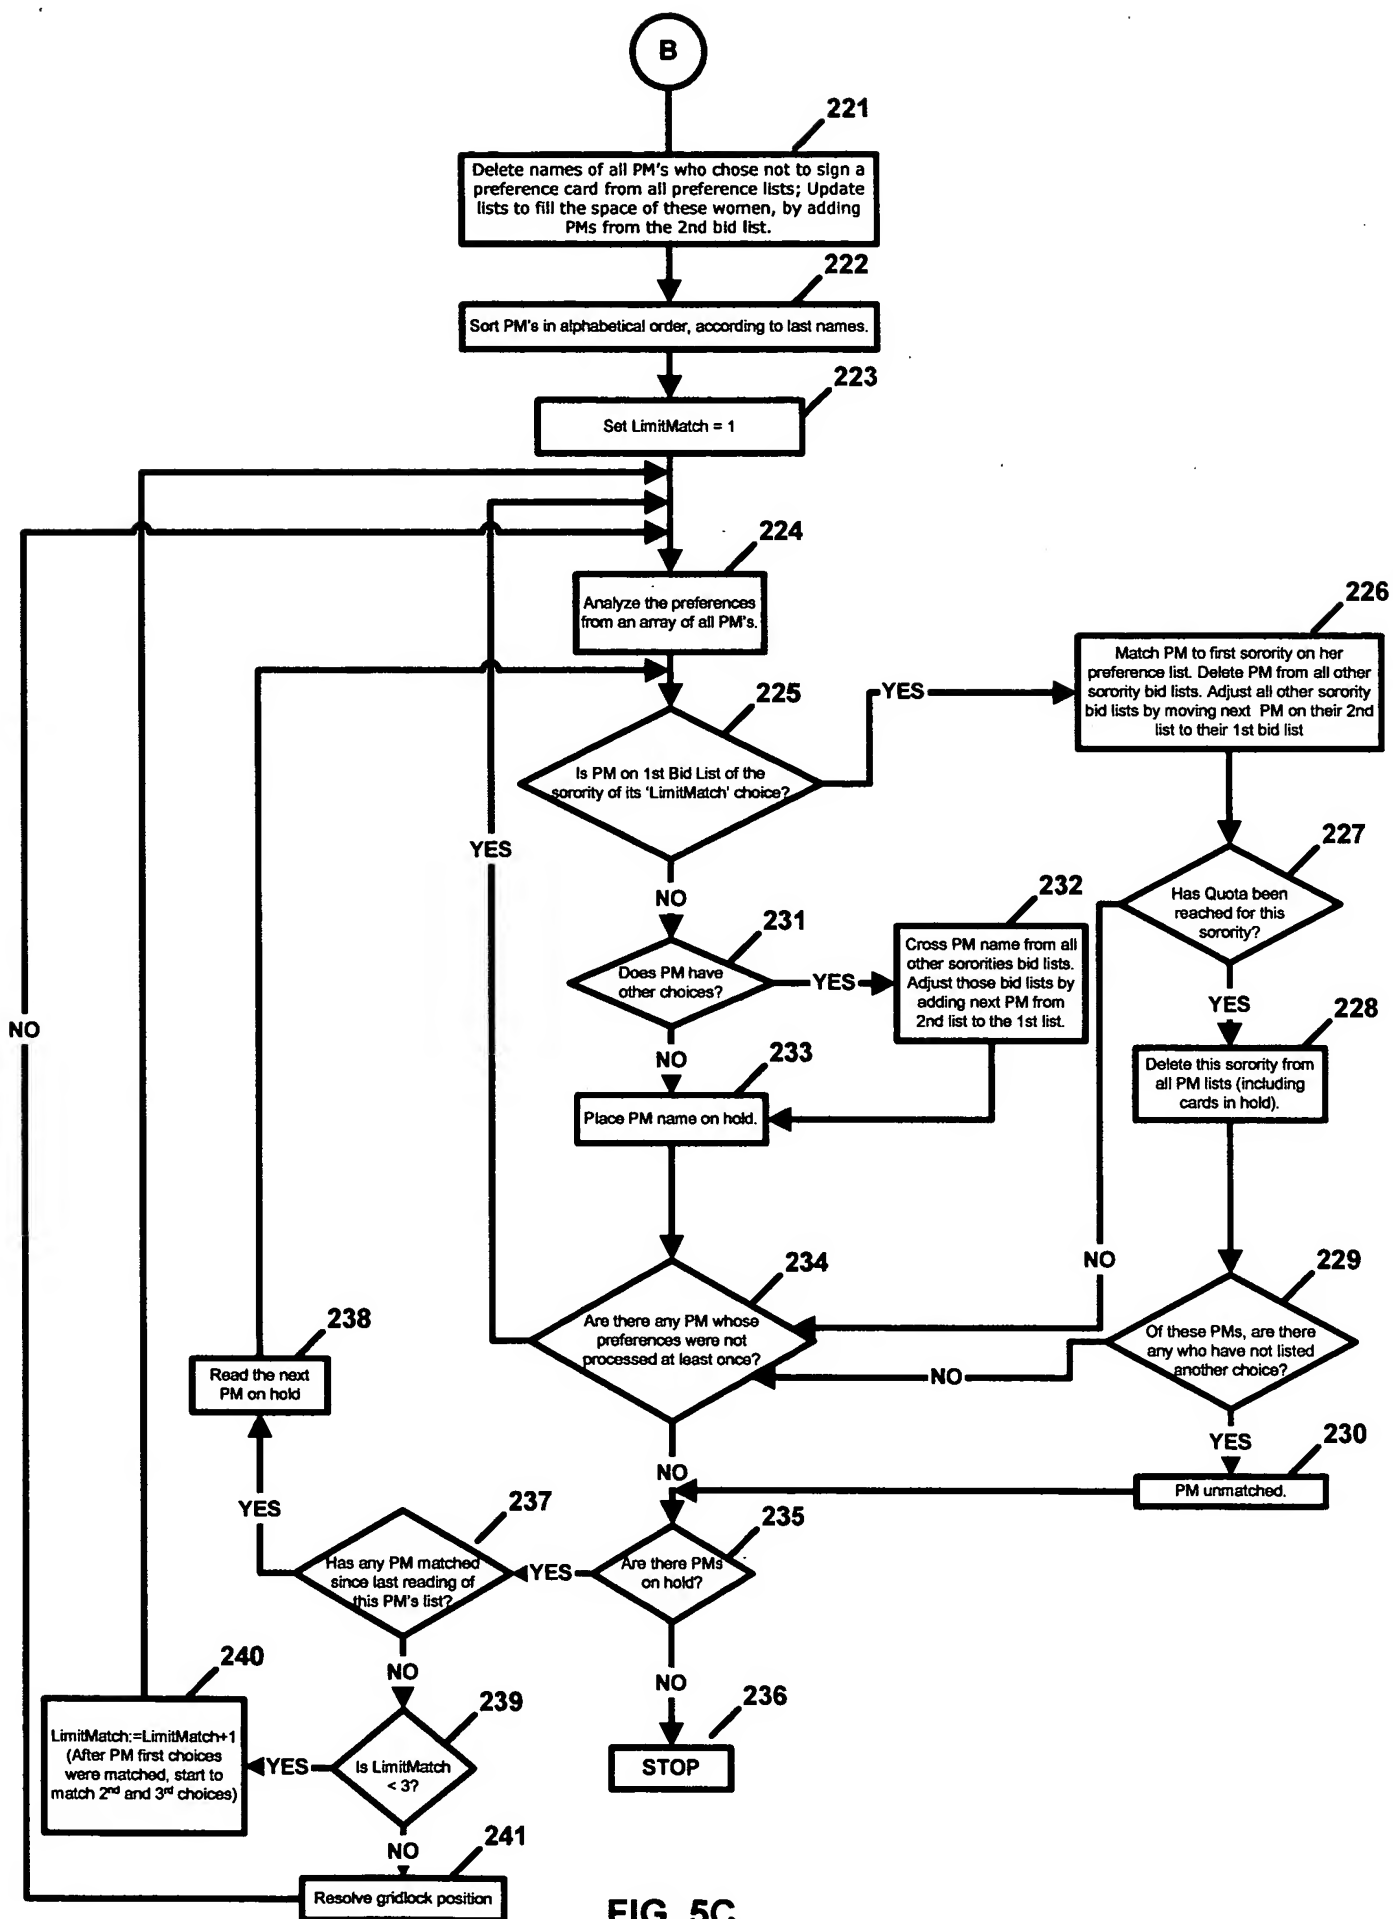 B
221
Delete names of all PM's who chose not to sign a
preference card from all preference lists; Update
lists to fill the space of these women, by adding
PMs from the 2nd bid list.
222
Sort PM's in alphabetical order, according to last names.
223
Set LimitMatch = 1
224
Analyze the preferences
from an array of all PM's.
225
Is PM on 1st Bid List of the
sorority of its 'LimitMatch' choice?
YES
226
Match PM to first sorority on her
preference list. Delete PM from all other
sorority bid lists. Adjust all other sorority
bid lists by moving next PM on their 2nd
list to their 1st bid list
227
Has Quota been
reached for this
sorority?
YES
NO
228
Delete this sorority from
all PM lists (including
cards in hold).
229
Of these PMs, are there
any who have not listed
another choice?
NO
YES
230
PM unmatched.
NO
231
Does PM have
other choices?
YES
232
Cross PM name from all
other sororities bid lists.
Adjust those bid lists by
adding next PM from
2nd list to the 1st list.
NO
233
Place PM name on hold.
234
Are there any PM whose
preferences were not
processed at least once?
YES
NO
235
Are there PMs
on hold?
YES
NO
236
STOP
237
Has any PM matched
since last reading of
this PM's list?
YES
238
Read the next
PM on hold
NO
239
Is LimitMatch
< 3?
YES
240
LimitMatch:=LimitMatch+1
(After PM first choices
were matched, start to
match 2nd and 3rd choices)
NO
241
Resolve gridlock position
NO
FIG. 5C